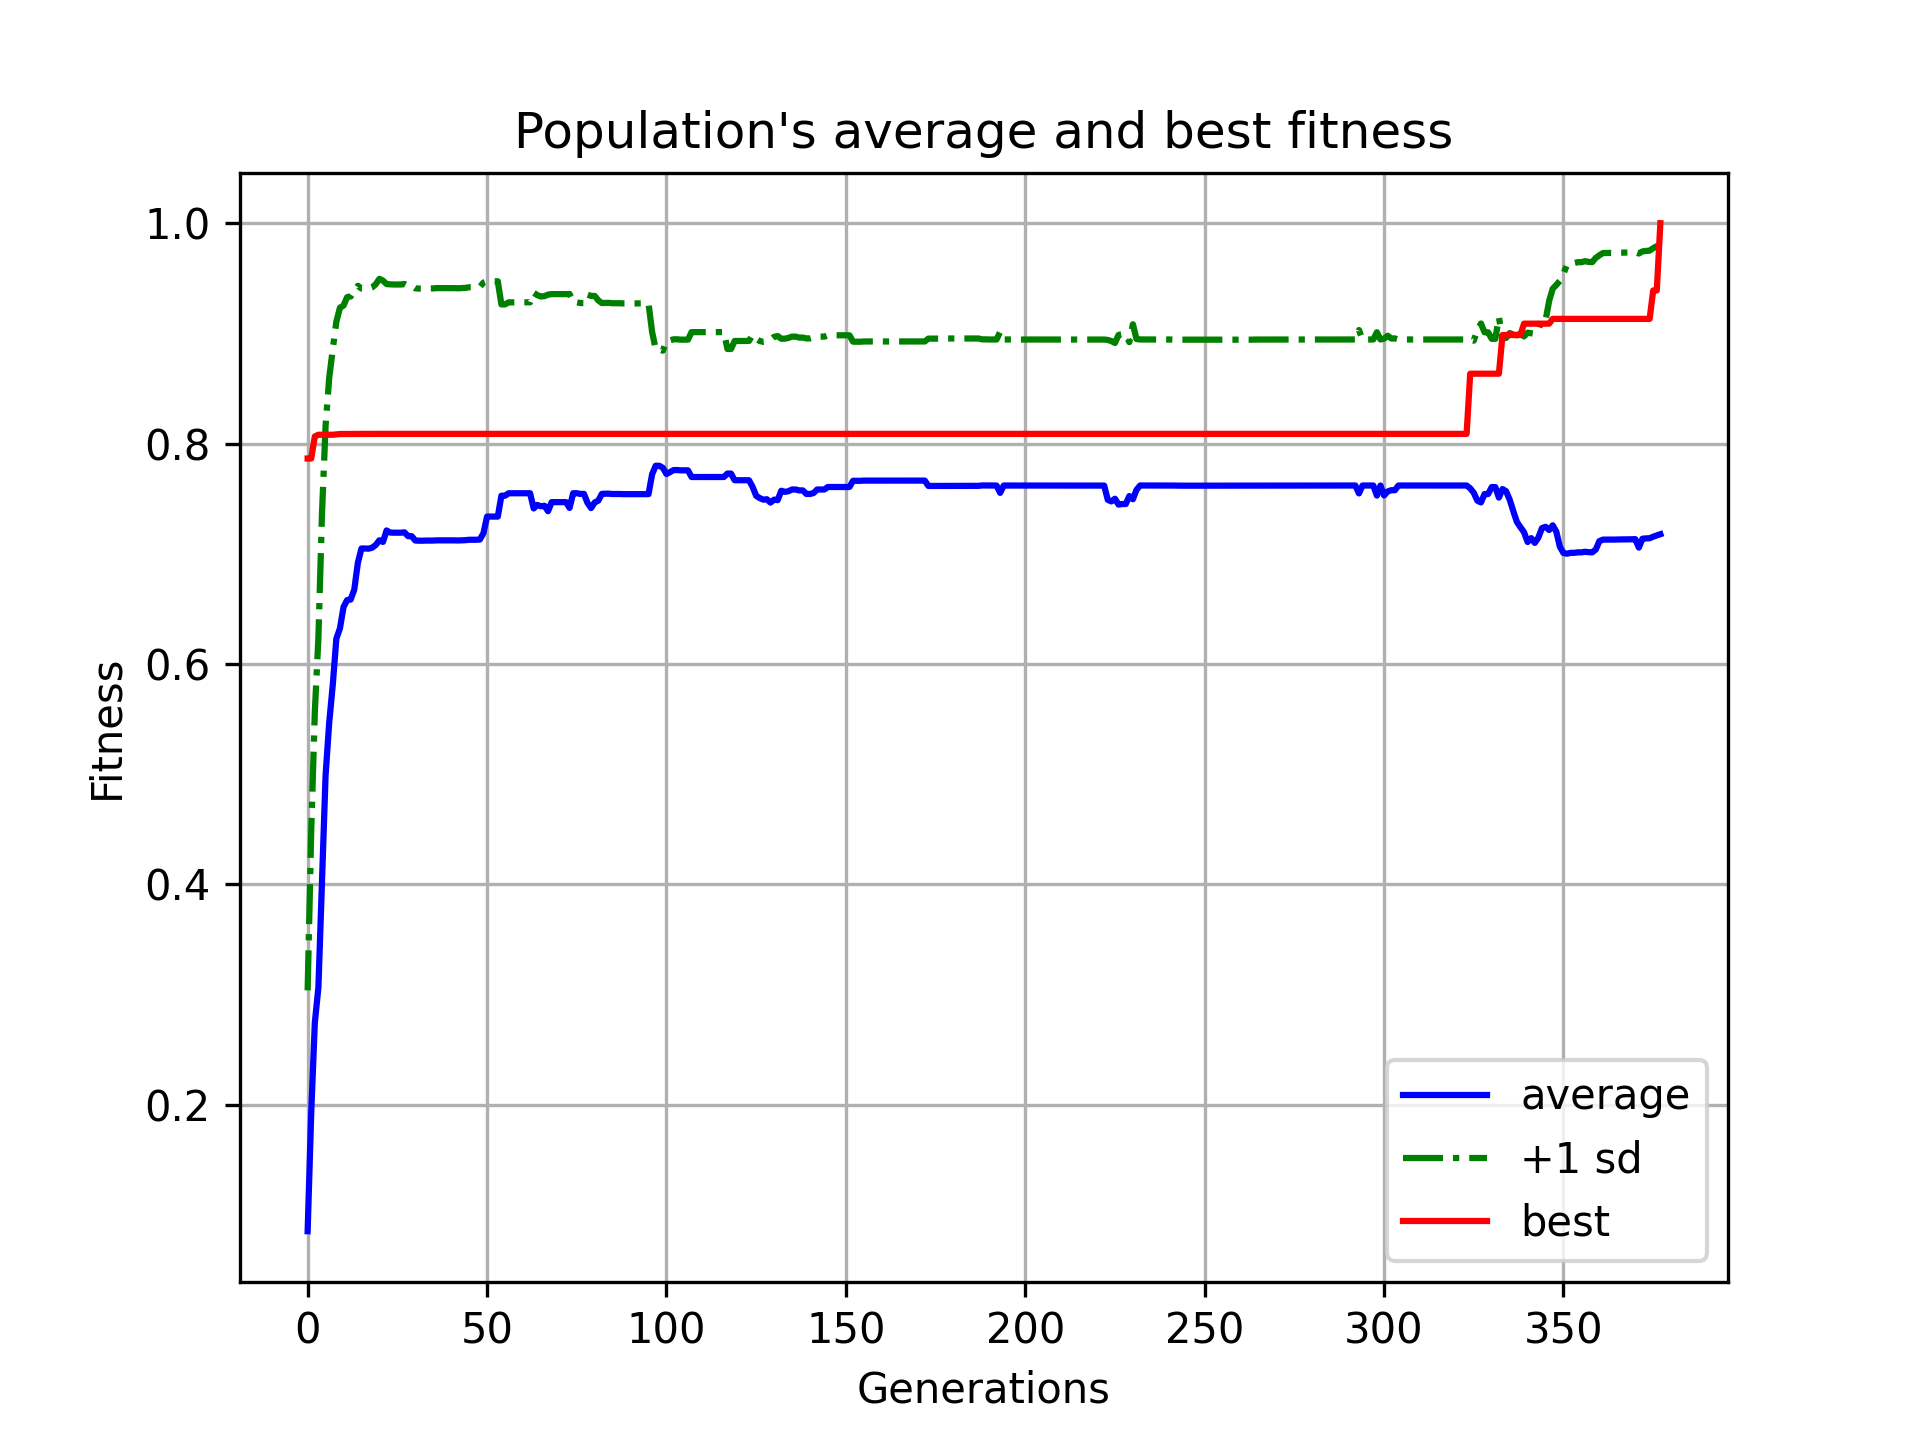 Population's average and best fitness
1.0
0.8
0.6
0.4
0.2
Fitness
0 50 100 150 200 250 300 350
Generations
average
+1 sd
best